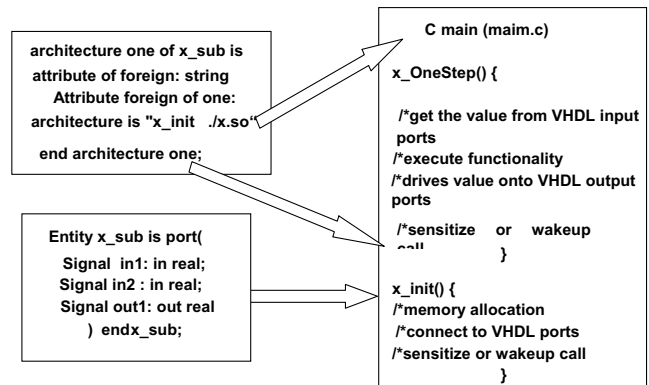 architecture one of x_sub is
attribute of foreign: string
Attribute foreign of one:
architecture is "x_init ./x.so“
end architecture one;
Entity x_sub is port(
Signal in1: in real;
Signal in2 : in real;
Signal out1: out real
) endx_sub;
C main (maim.c)
x_OneStep() {
/*get the value from VHDL input
ports
/*execute functionality
/*drives value onto VHDL output
ports
/*sensitize or wakeup
call
}
x_init() {
/*memory allocation
/*connect to VHDL ports
/*sensitize or wakeup call
}